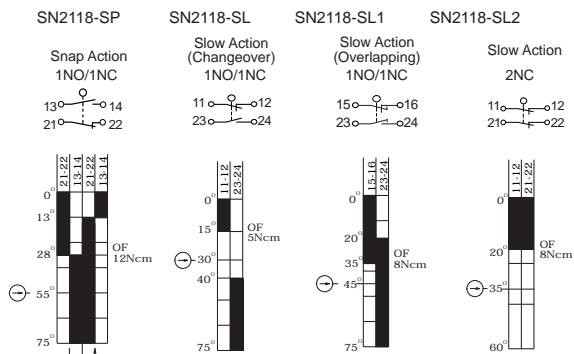 SN2118-SP SN2118-SL SN2118-SL1 SN2118-SL2
Snap Action
1NO/1NC
Slow Action
(Changeover)
1NO/1NC
Slow Action
(Overlapping)
1NO/1NC
Slow Action
2NC
13 14
21 22
11 12
23 24
15 16
23 24
11 12
21 22
21-22
13-14
21-22
13-14
0°
13°
28°
55°
75°
OF
12Ncm
11-12
23-24
0°
15°
30°
40°
75°
OF
5Ncm
15-16
23-24
0°
20°
35°
45°
75°
OF
8Ncm
11-12
21-22
0°
20°
35°
60°
OF
8Ncm